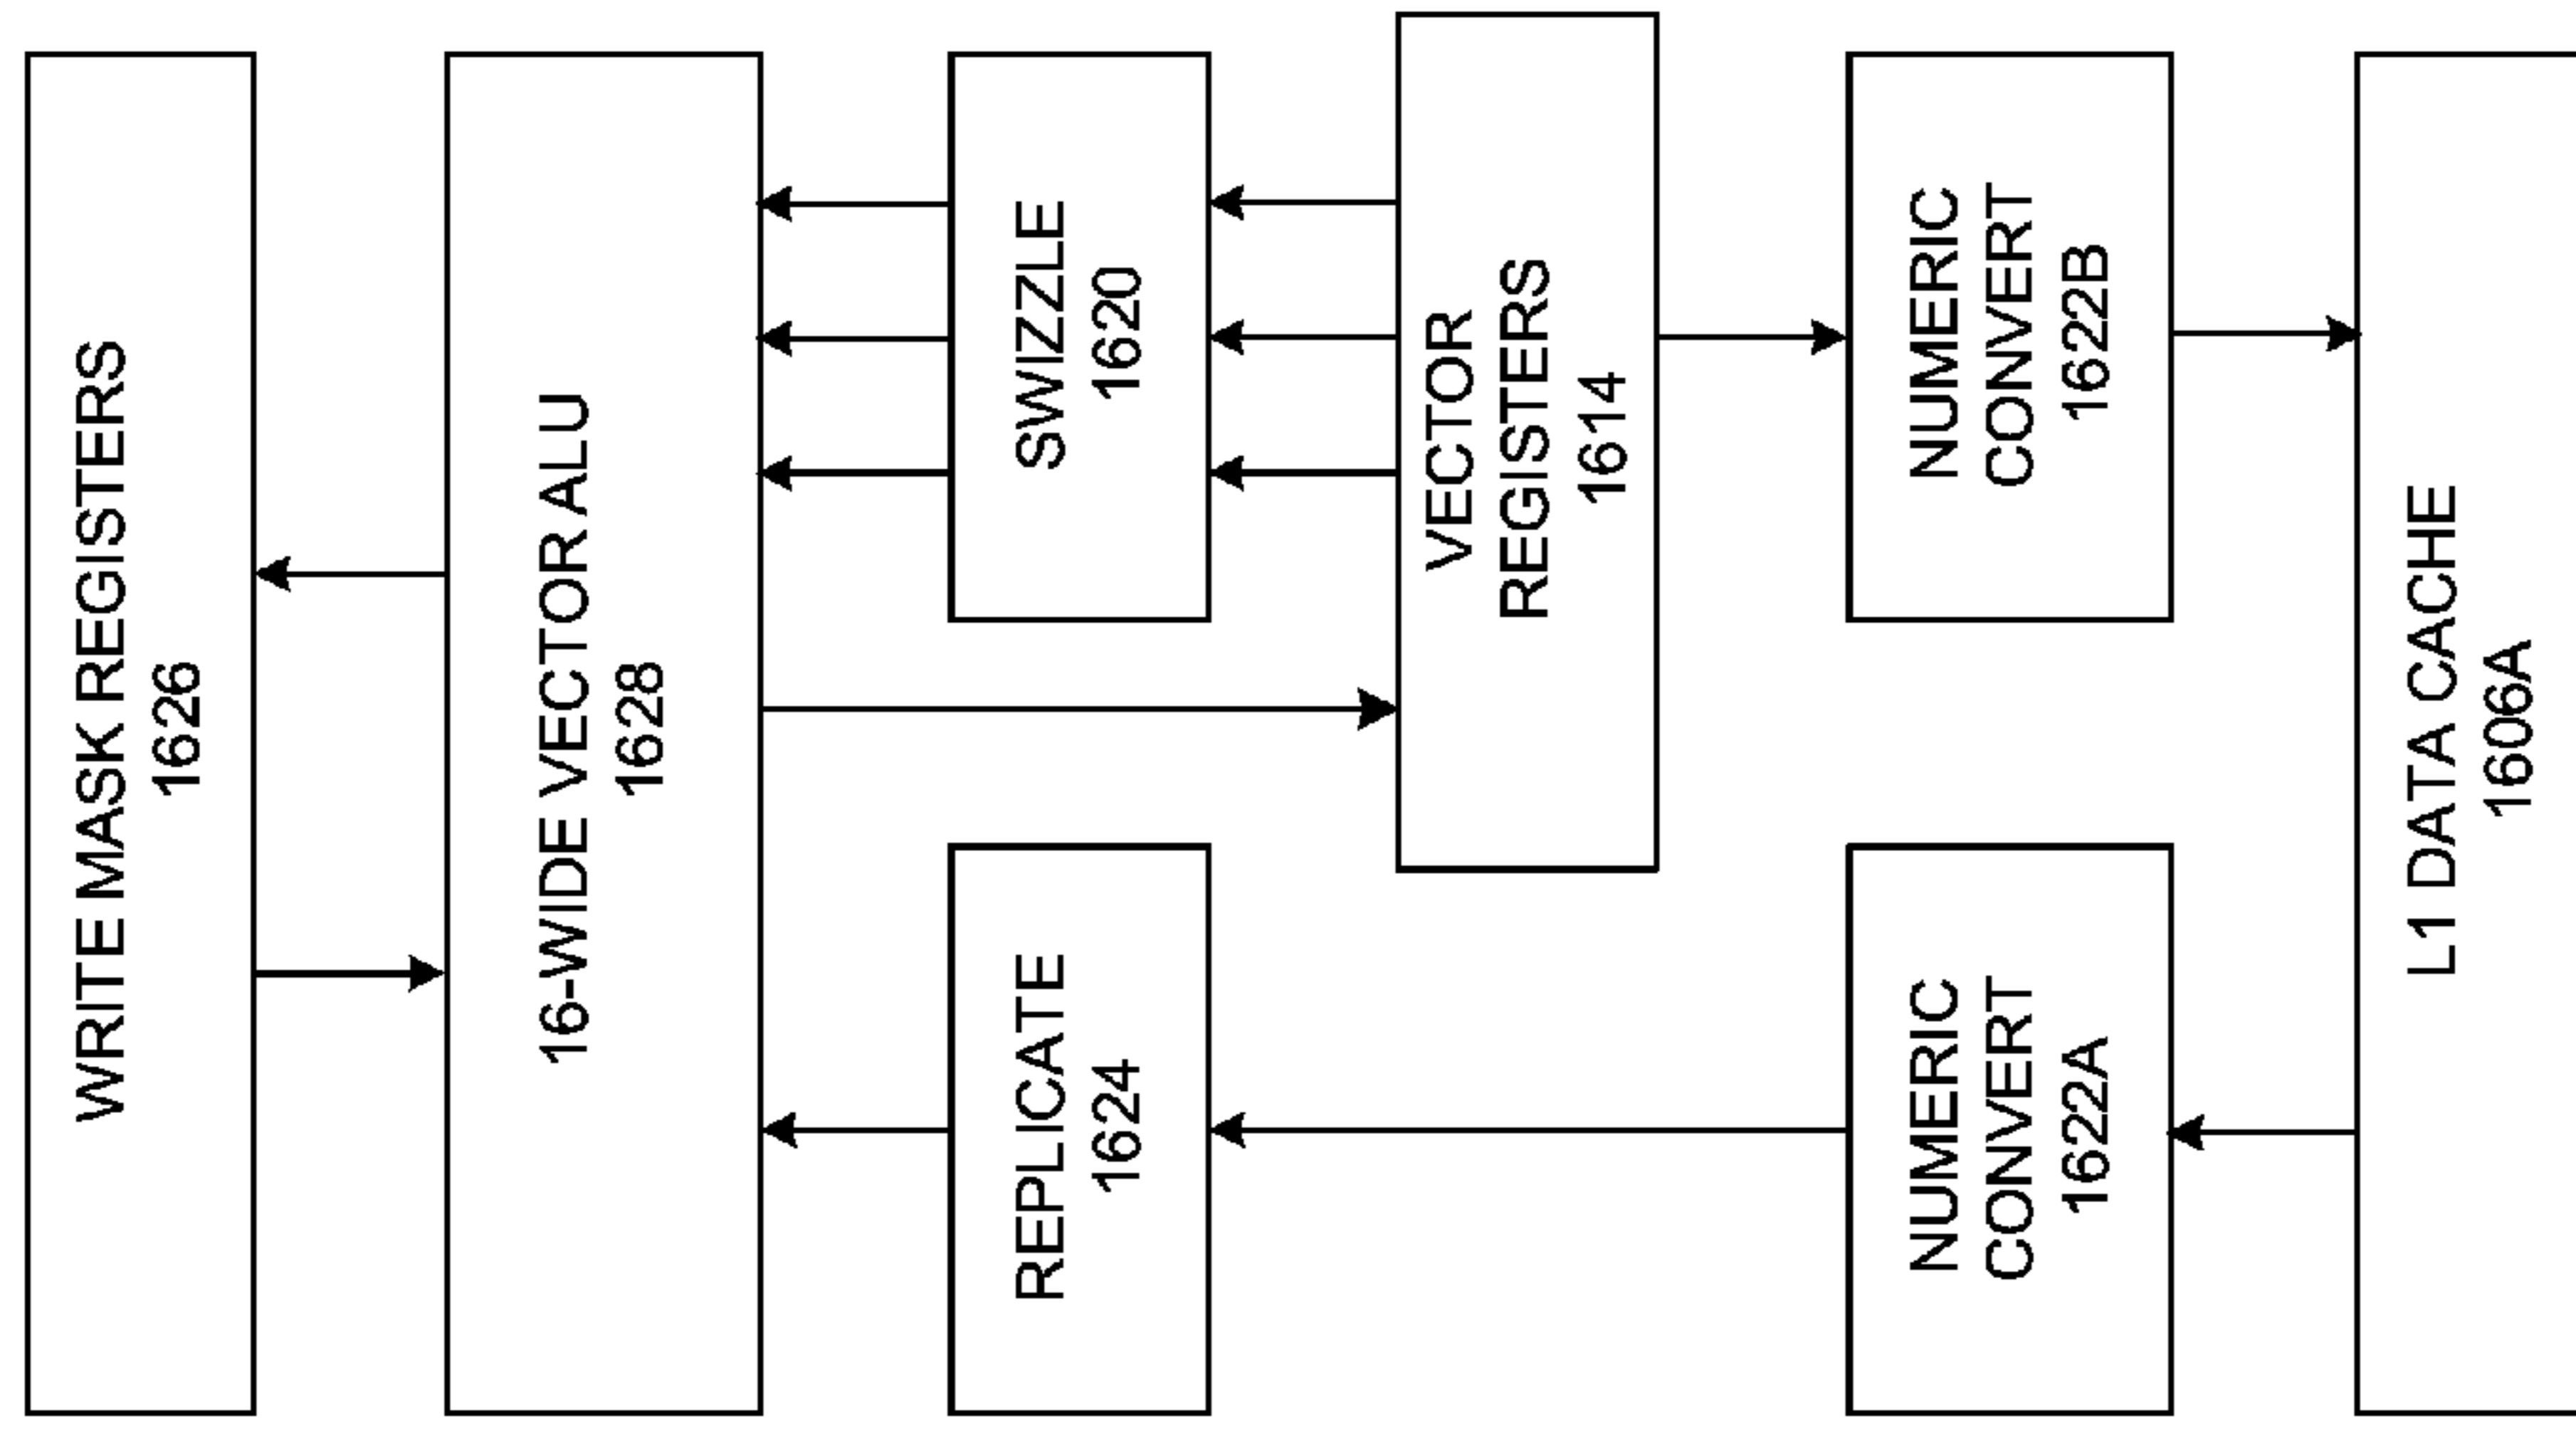 WRITE MASK REGISTERS
1626
16-WIDE VECTOR ALU
1628
REPLICATE
1624
SWIZZLE
1620
VECTOR
REGISTERS
1614
NUMERIC
CONVERT
1622A
NUMERIC
CONVERT
1622B
L1 DATA CACHE
1606A